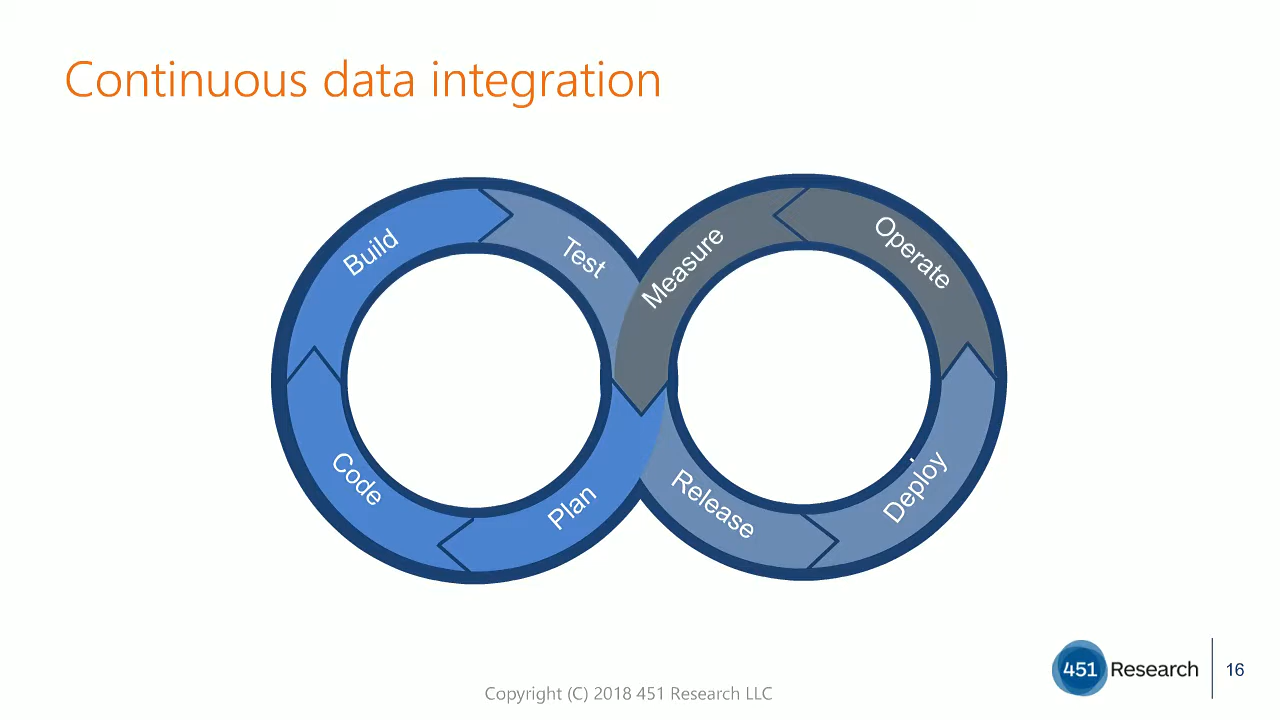 Continuous data integration
Build
Test
Measure
Operate
Code
Plan
Release
Deploy
451 Research
16
Copyright (C) 2018 451 Research LLC